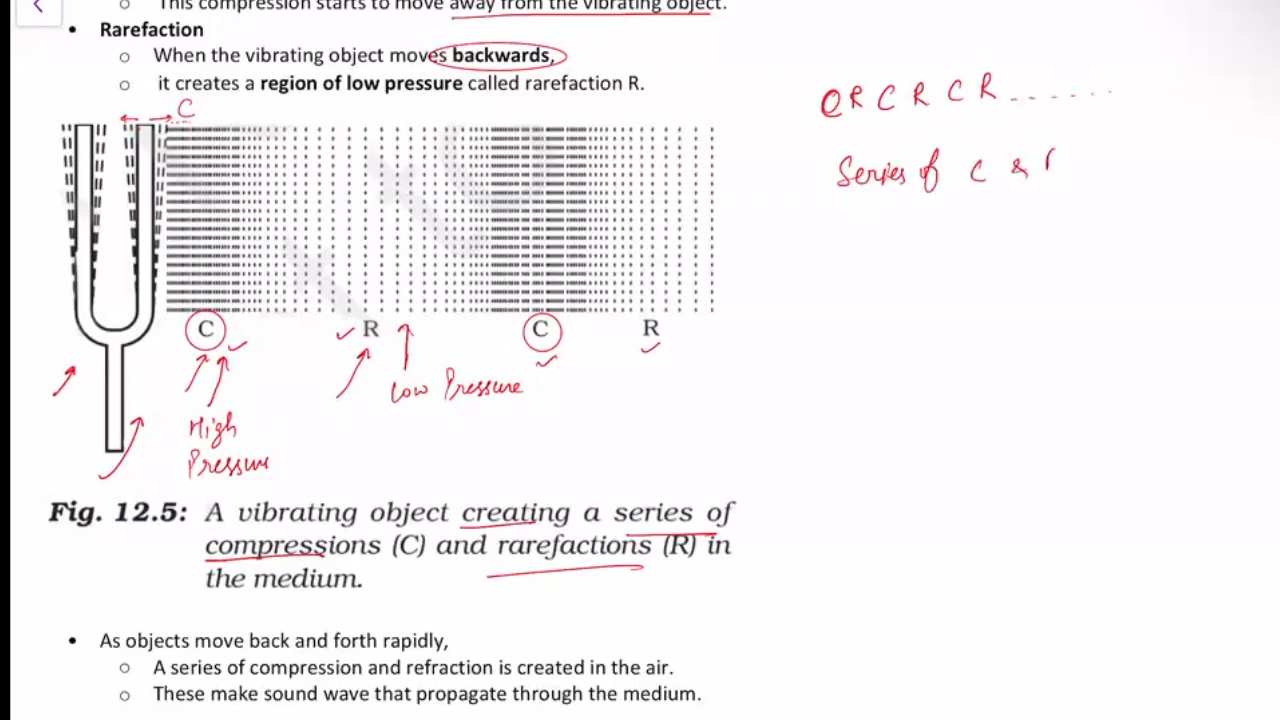 This compression starts to move away from the vibrating object.
• Rarefaction
o When the vibrating object moves backwards,
o it creates a region of low pressure called rarefaction R.
C
C R C R C R ........
Series of C & r
C R C R
Low Pressure
High
Pressure
Fig. 12.5: A vibrating object creating a series of
compressions (C) and rarefactions (R) in
the medium.
• As objects move back and forth rapidly,
o A series of compression and refraction is created in the air.
o These make sound wave that propagate through the medium.